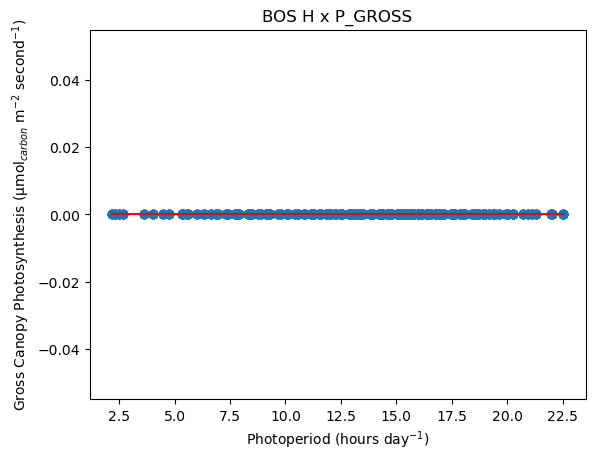 BOS H x P_GROSS
Gross Canopy Photosynthesis (μmol_carbon m⁻² second⁻¹)
0.04
0.02
0.00
−0.02
−0.04
2.5 5.0 7.5 10.0 12.5 15.0 17.5 20.0 22.5
Photoperiod (hours day⁻¹)